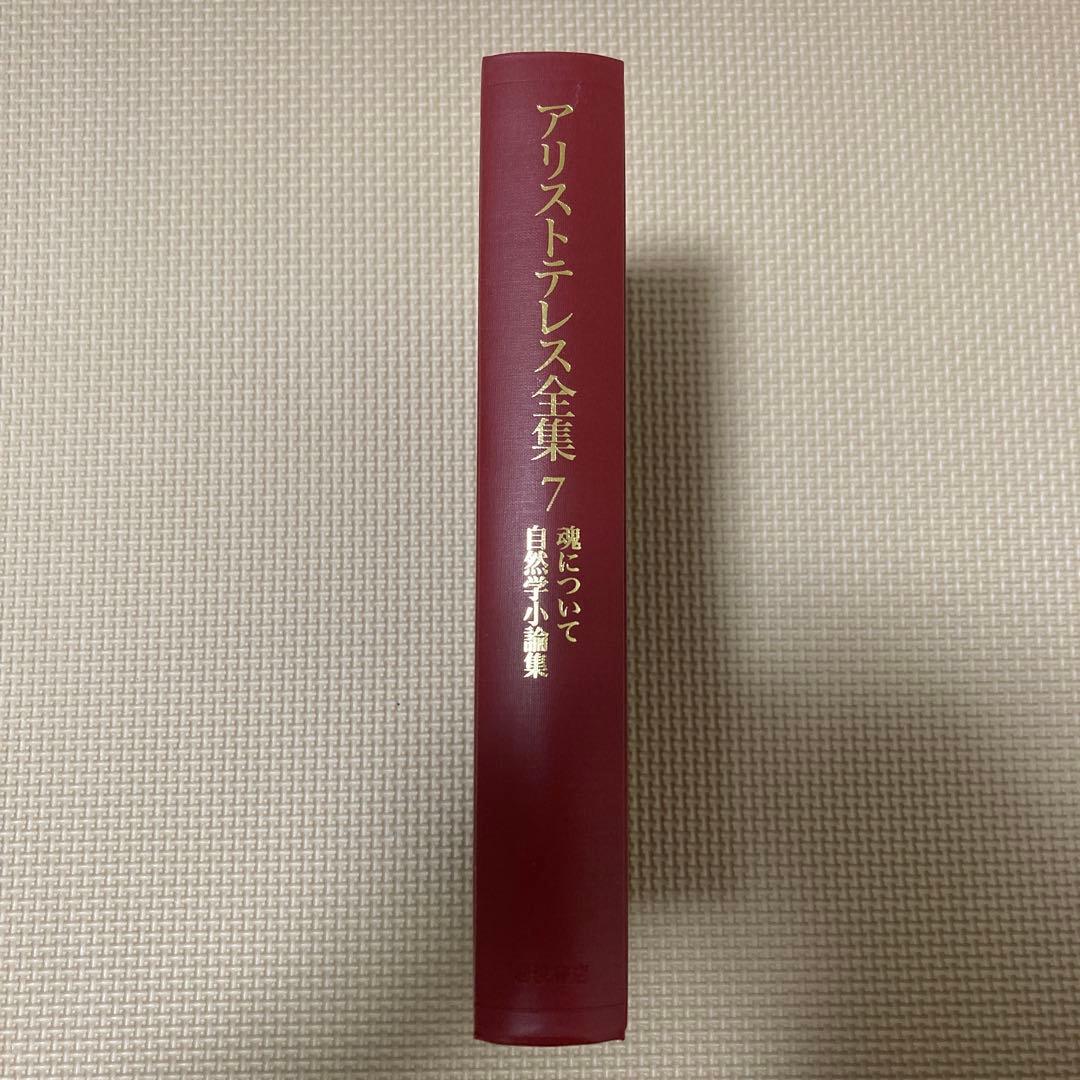 アリストテレス全集 7
魂について
自然学小論集